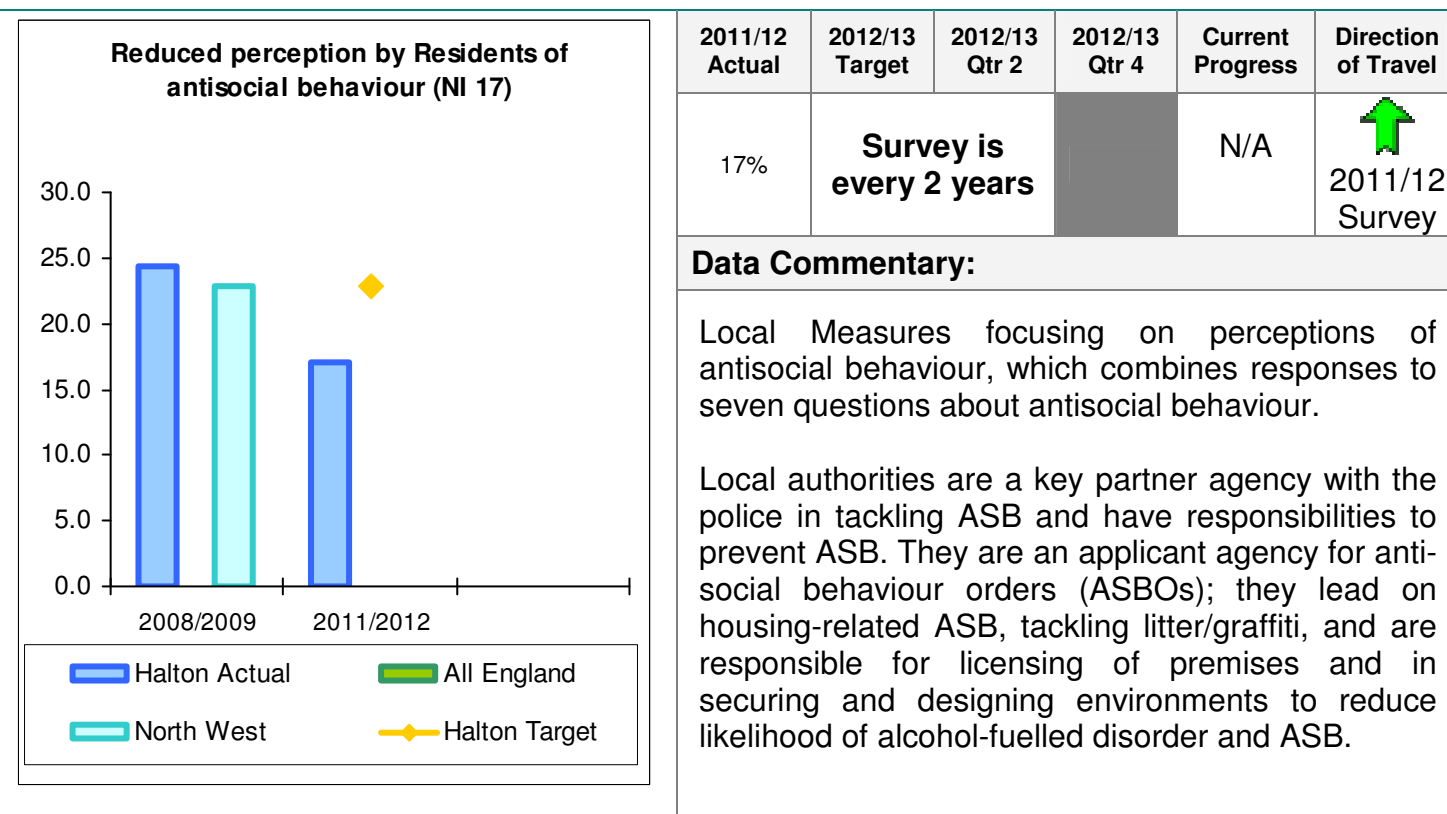 Reduced perception by Residents of
antisocial behaviour (NI 17)
30.0
25.0
20.0
15.0
10.0
5.0
0.0
2008/2009 2011/2012
Halton Actual All England
North West Halton Target
2011/12 Actual 2012/13 Target 2012/13 Qtr 2 2012/13 Qtr 4 Current Progress Direction of Travel
17%
Survey is
every 2 years
N/A
2011/12
Survey
Data Commentary:
Local Measures focusing on perceptions of
antisocial behaviour, which combines responses to
seven questions about antisocial behaviour.
Local authorities are a key partner agency with the
police in tackling ASB and have responsibilities to
prevent ASB. They are an applicant agency for anti-
social behaviour orders (ASBOs); they lead on
housing-related ASB, tackling litter/graffiti, and are
responsible for licensing of premises and in
securing and designing environments to reduce
likelihood of alcohol-fuelled disorder and ASB.